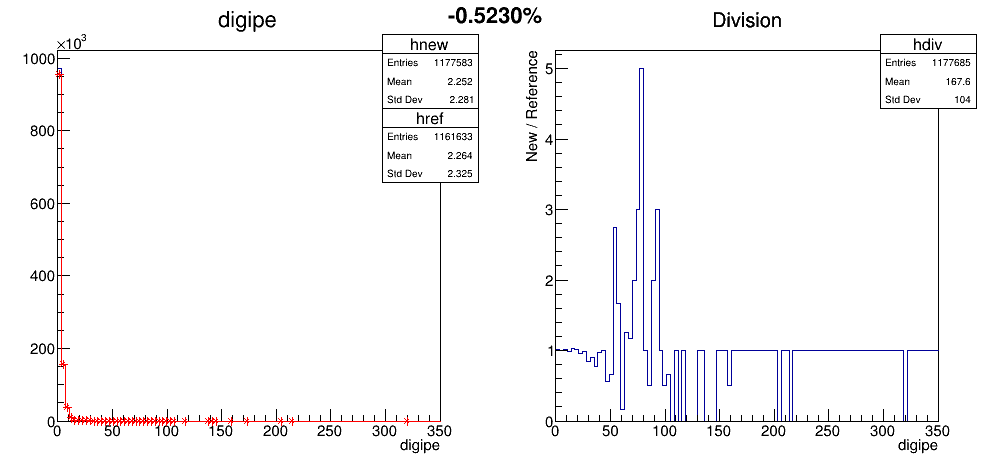 -0.5230%
digipe
×10³
hnew
Entries 1177583
Mean 2.252
Std Dev 2.281
href
Entries 1161633
Mean 2.264
Std Dev 2.325
1000
800
600
400
200
0
0 50 100 150 200 250 300 350
digipe
Division
hdiv
Entries 1177685
Mean 167.6
Std Dev 104
New / Reference
5
4
3
2
1
0
0 50 100 150 200 250 300 350
digipe